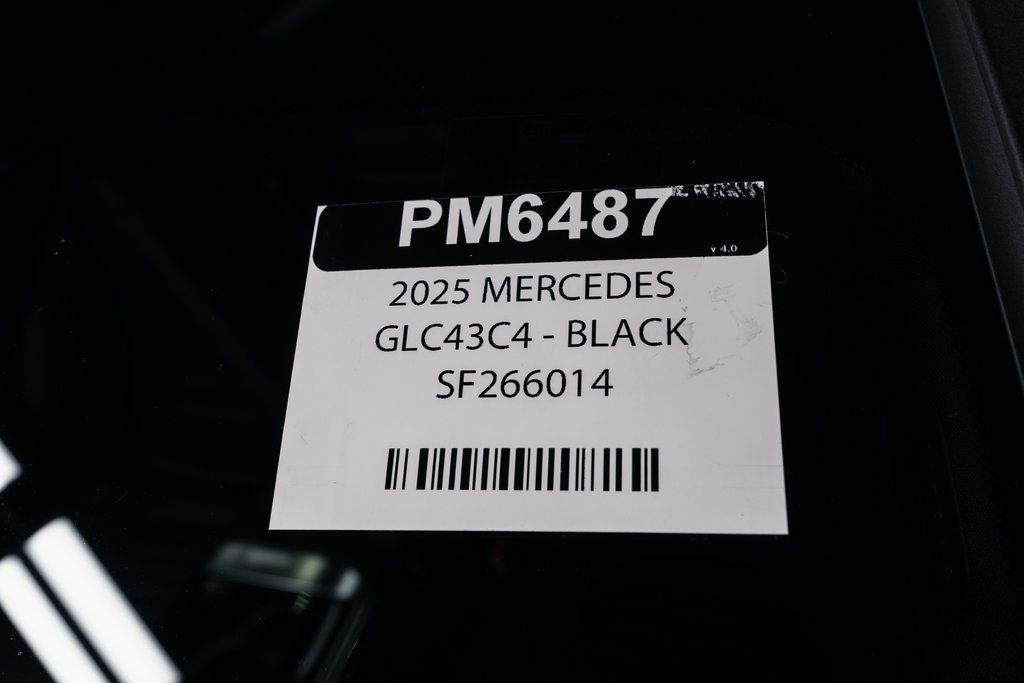 PM6487
v 4.0
2025 MERCEDES
GLC43C4 - BLACK
SF266014